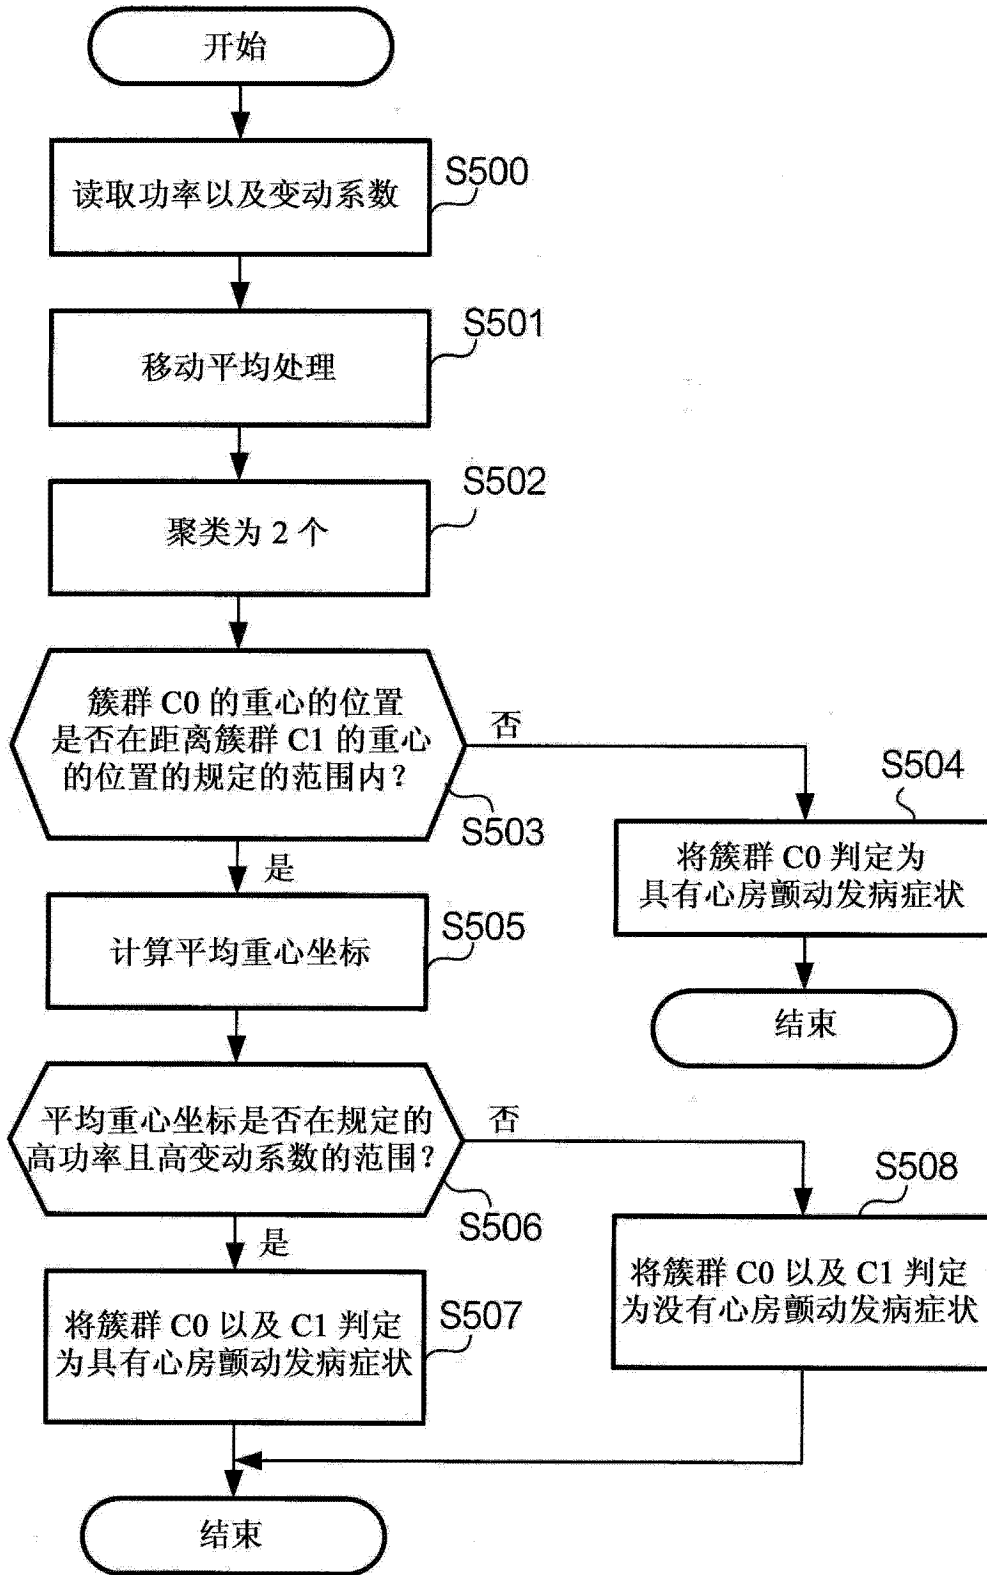 开始
S500
读取功率以及变动系数
S501
移动平均处理
S502
聚类为 2 个
簇群 C0 的重心的位置
是否在距离簇群 C1 的重心
的位置的规定的范围内？
否
S503
S504
将簇群 C0 判定为
具有心房颤动发病症状
结束
是
S505
计算平均重心坐标
平均重心坐标是否在规定的
高功率且高变动系数的范围？
否
S506
S508
将簇群 C0 以及 C1 判定
为没有心房颤动发病症状
是
S507
将簇群 C0 以及 C1 判定
为具有心房颤动发病症状
结束